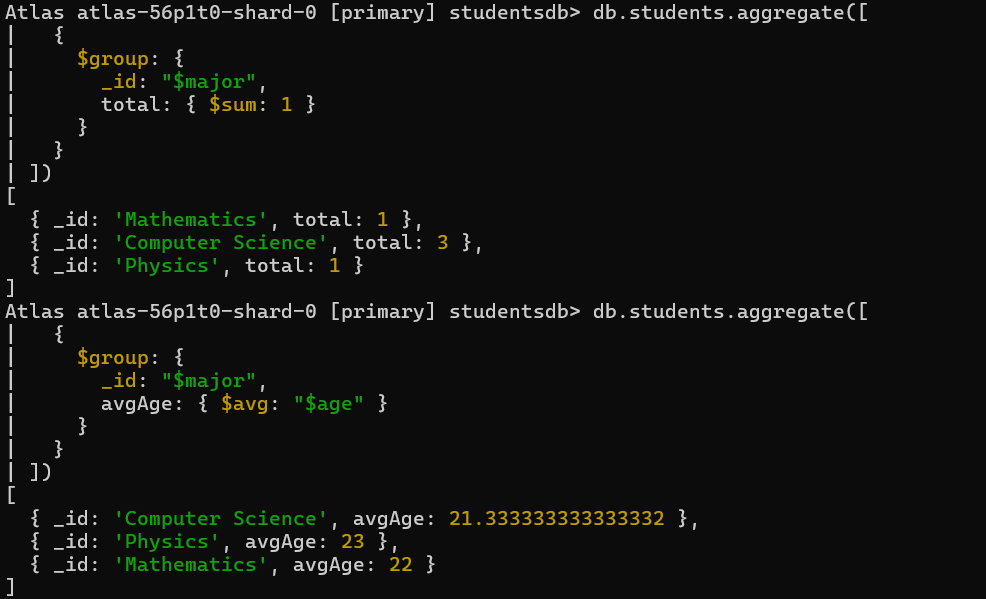 Atlas atlas-56p1t0-shard-0 [primary] studentsdb> db.students.aggregate([
|   {
|     $group: {
|       _id: "$major",
|       total: { $sum: 1 }
|     }
|   }
| ])
[
  { _id: 'Mathematics', total: 1 },
  { _id: 'Computer Science', total: 3 },
  { _id: 'Physics', total: 1 }
]
Atlas atlas-56p1t0-shard-0 [primary] studentsdb> db.students.aggregate([
|   {
|     $group: {
|       _id: "$major",
|       avgAge: { $avg: "$age" }
|     }
|   }
| ])
[
  { _id: 'Computer Science', avgAge: 21.333333333333332 },
  { _id: 'Physics', avgAge: 23 },
  { _id: 'Mathematics', avgAge: 22 }
]